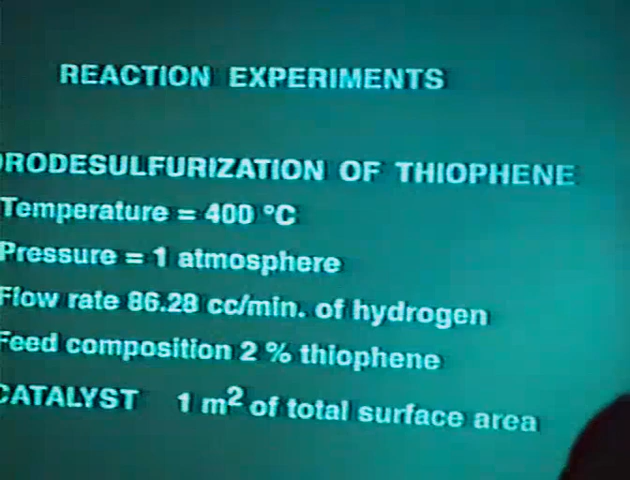 REACTION EXPERIMENTS
RODESULFURIZATION OF THIOPHENE
Temperature = 400 °C
Pressure = 1 atmosphere
Flow rate 86.28 cc/min. of hydrogen
Feed composition 2 % thiophene
CATALYST 1 m² of total surface area